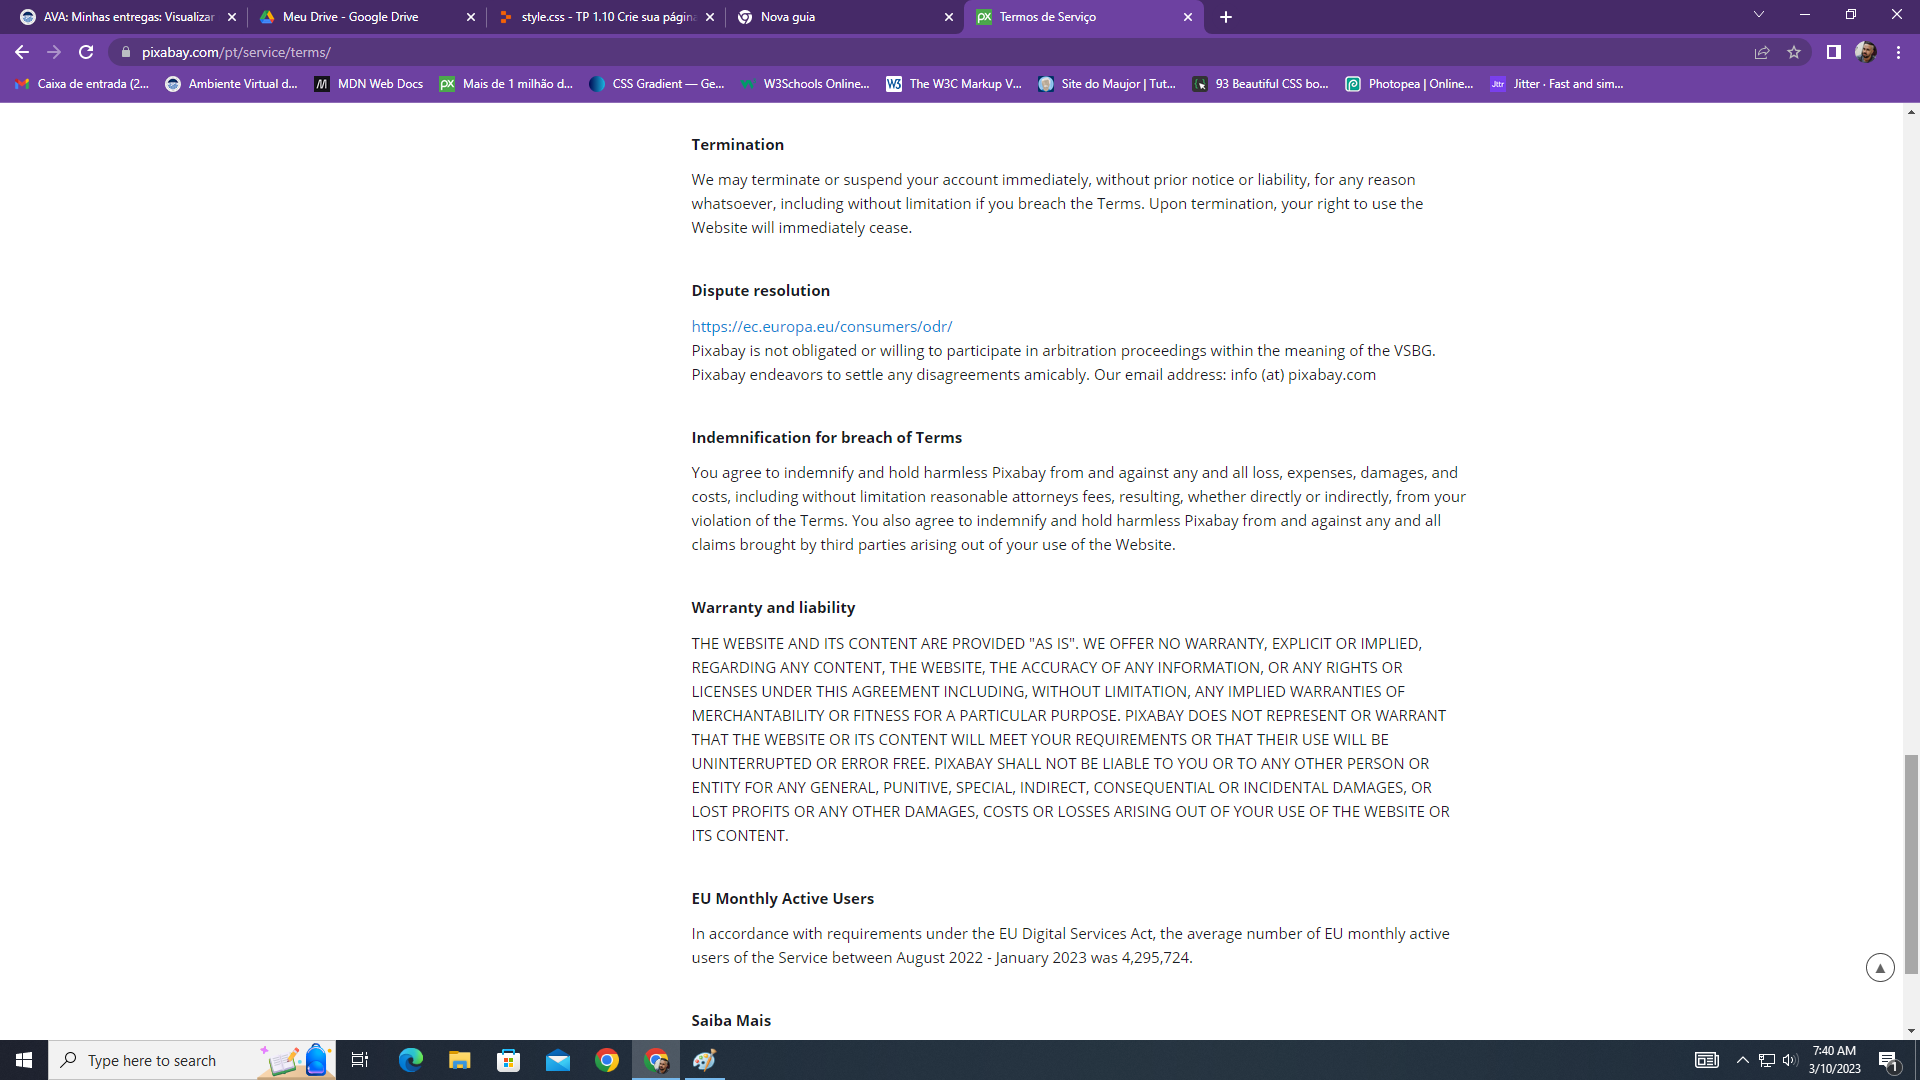 AVA: Minhas entregas: Visualizar
Meu Drive - Google Drive
style.css - TP 1.10 Crie sua página
Nova guia
px Termos de Serviço
pixabay.com/pt/service/terms/
Caixa de entrada (2...
Ambiente Virtual d...
MDN Web Docs
px Mais de 1 milhão d...
CSS Gradient — Ge...
W3Schools Online...
W3 The W3C Markup V...
Site do Maujor | Tut...
93 Beautiful CSS bo...
Photopea | Online...
Jitter · Fast and sim...
Termination
We may terminate or suspend your account immediately, without prior notice or liability, for any reason
whatsoever, including without limitation if you breach the Terms. Upon termination, your right to use the
Website will immediately cease.
Dispute resolution
https://ec.europa.eu/consumers/odr/
Pixabay is not obligated or willing to participate in arbitration proceedings within the meaning of the VSBG.
Pixabay endeavors to settle any disagreements amicably. Our email address: info (at) pixabay.com
Indemnification for breach of Terms
You agree to indemnify and hold harmless Pixabay from and against any and all loss, expenses, damages, and
costs, including without limitation reasonable attorneys fees, resulting, whether directly or indirectly, from your
violation of the Terms. You also agree to indemnify and hold harmless Pixabay from and against any and all
claims brought by third parties arising out of your use of the Website.
Warranty and liability
THE WEBSITE AND ITS CONTENT ARE PROVIDED "AS IS". WE OFFER NO WARRANTY, EXPLICIT OR IMPLIED,
REGARDING ANY CONTENT, THE WEBSITE, THE ACCURACY OF ANY INFORMATION, OR ANY RIGHTS OR
LICENSES UNDER THIS AGREEMENT INCLUDING, WITHOUT LIMITATION, ANY IMPLIED WARRANTIES OF
MERCHANTABILITY OR FITNESS FOR A PARTICULAR PURPOSE. PIXABAY DOES NOT REPRESENT OR WARRANT
THAT THE WEBSITE OR ITS CONTENT WILL MEET YOUR REQUIREMENTS OR THAT THEIR USE WILL BE
UNINTERRUPTED OR ERROR FREE. PIXABAY SHALL NOT BE LIABLE TO YOU OR TO ANY OTHER PERSON OR
ENTITY FOR ANY GENERAL, PUNITIVE, SPECIAL, INDIRECT, CONSEQUENTIAL OR INCIDENTAL DAMAGES, OR
LOST PROFITS OR ANY OTHER DAMAGES, COSTS OR LOSSES ARISING OUT OF YOUR USE OF THE WEBSITE OR
ITS CONTENT.
EU Monthly Active Users
In accordance with requirements under the EU Digital Services Act, the average number of EU monthly active
users of the Service between August 2022 - January 2023 was 4,295,724.
Saiba Mais
Type here to search
7:40 AM
3/10/2023
1